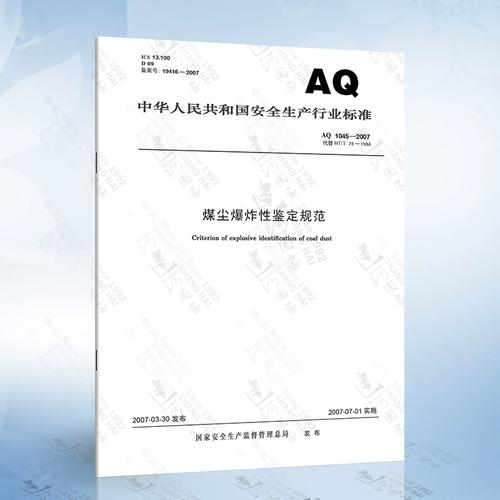 ICS 13.100
D 09
备案号: 19416—2007
AQ
中华人民共和国安全生产行业标准
AQ 1045—2007
代替 MT/T 78—1984
煤尘爆炸性鉴定规范
Criterion of explosive identification of coal dust
2007-03-30 发布
2007-07-01 实施
国家安全生产监督管理总局 发 布